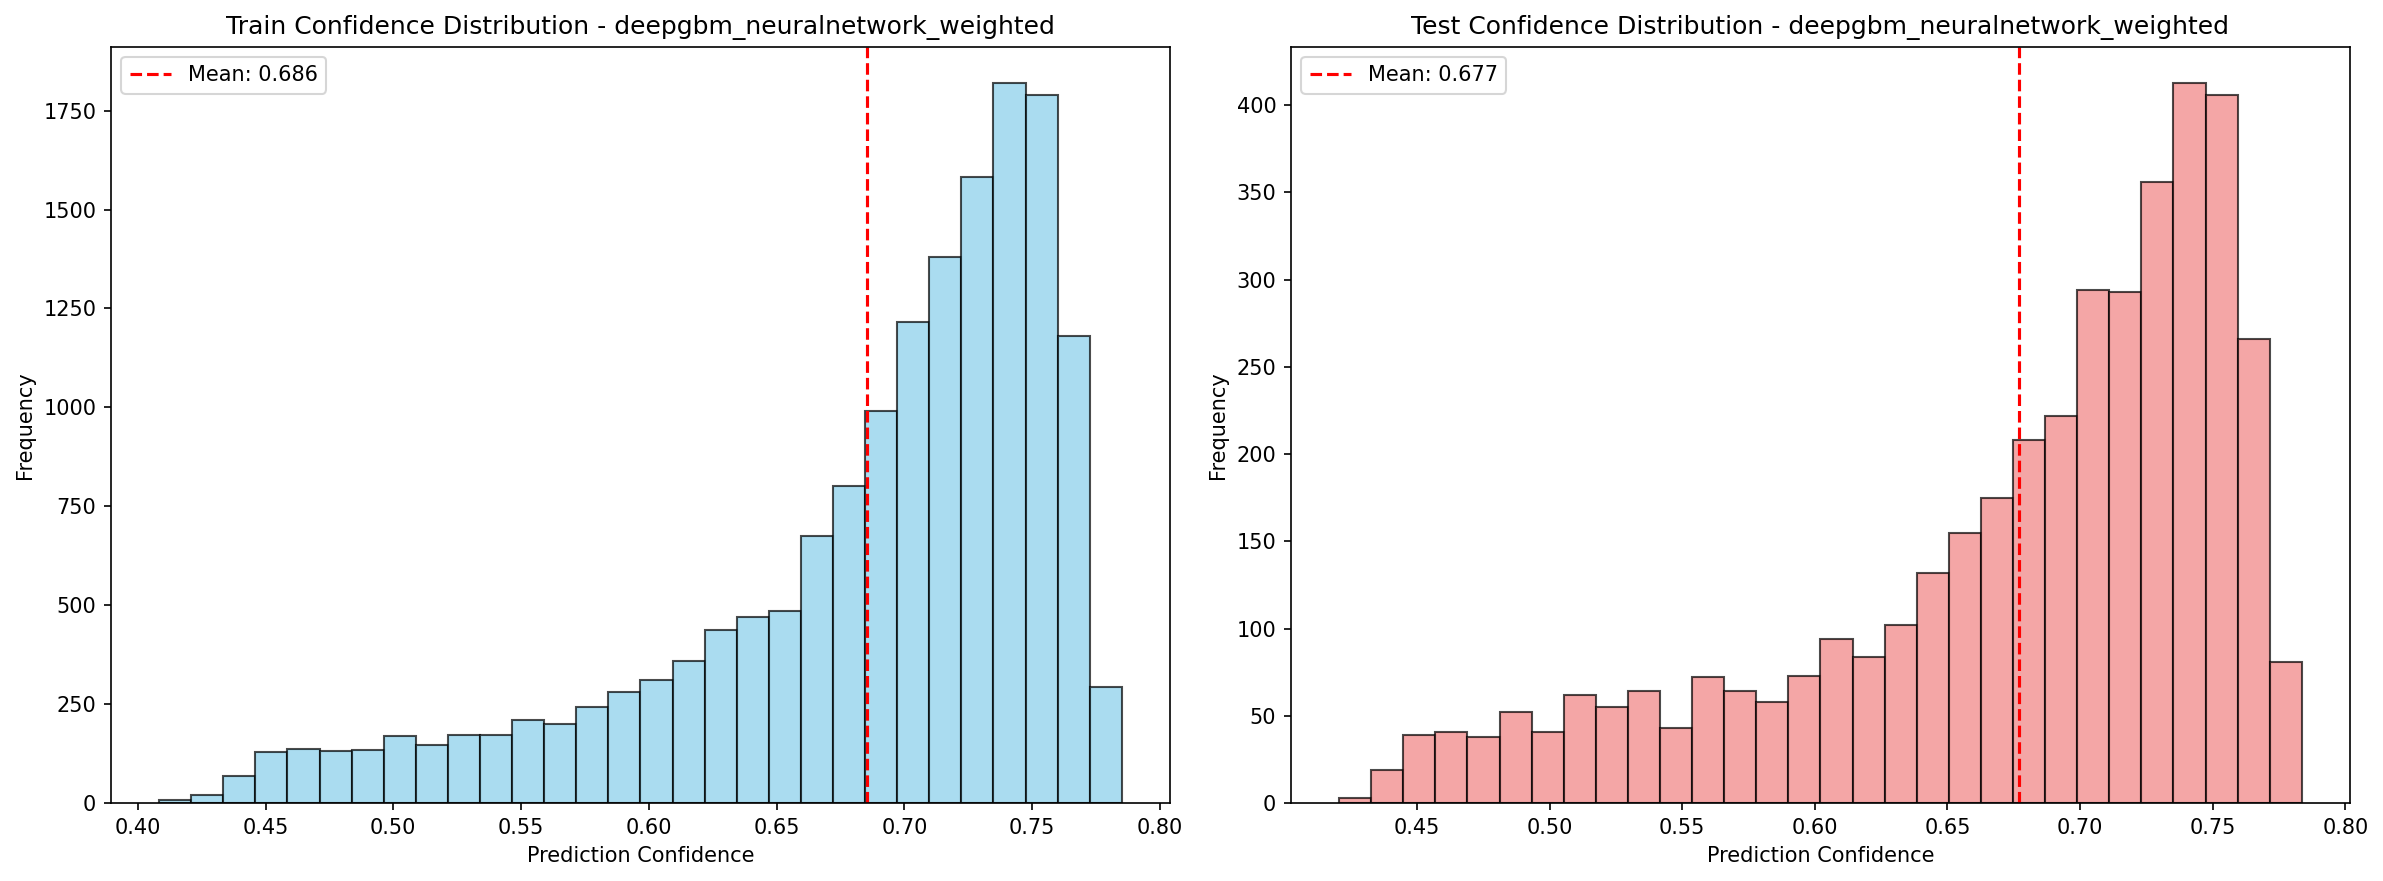 Train Confidence Distribution - deepgbm_neuralnetwork_weighted
Mean: 0.686
1750
1500
1250
1000
750
500
250
0
Frequency
0.40 0.45 0.50 0.55 0.60 0.65 0.70 0.75 0.80
Prediction Confidence
Test Confidence Distribution - deepgbm_neuralnetwork_weighted
Mean: 0.677
400
350
300
250
200
150
100
50
0
Frequency
0.45 0.50 0.55 0.60 0.65 0.70 0.75 0.80
Prediction Confidence